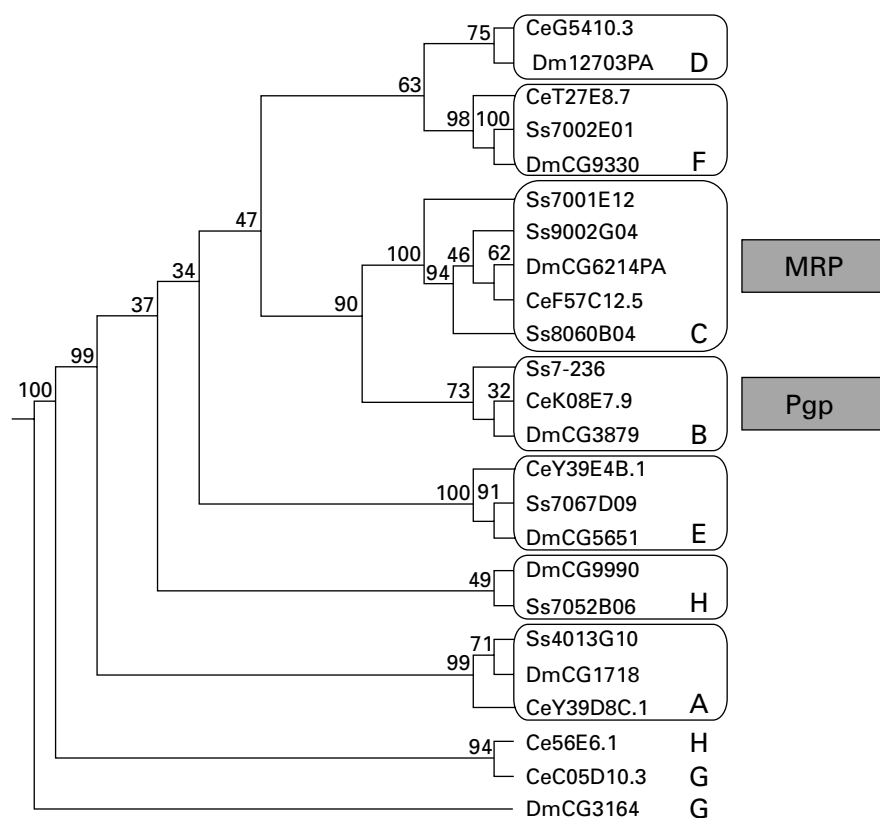 75
CeG5410.3
Dm12703PA D
63
CeT27E8.7
98 100
Ss7002E01
DmCG9330 F
Ss7001E12
47
Ss9002G04
100 46 62
DmCG6214PA
MRP
94
34
CeF57C12.5
37
90
Ss8060B04 C
99
Ss7-236
100
73 32
CeK08E7.9
Pgp
DmCG3879 B
CeY39E4B.1
100 91
Ss7067D09
DmCG5651 E
DmCG9990
49
Ss7052B06 H
Ss4013G10
71
99
DmCG1718
CeY39D8C.1 A
94
Ce56E6.1 H
CeC05D10.3 G
DmCG3164 G